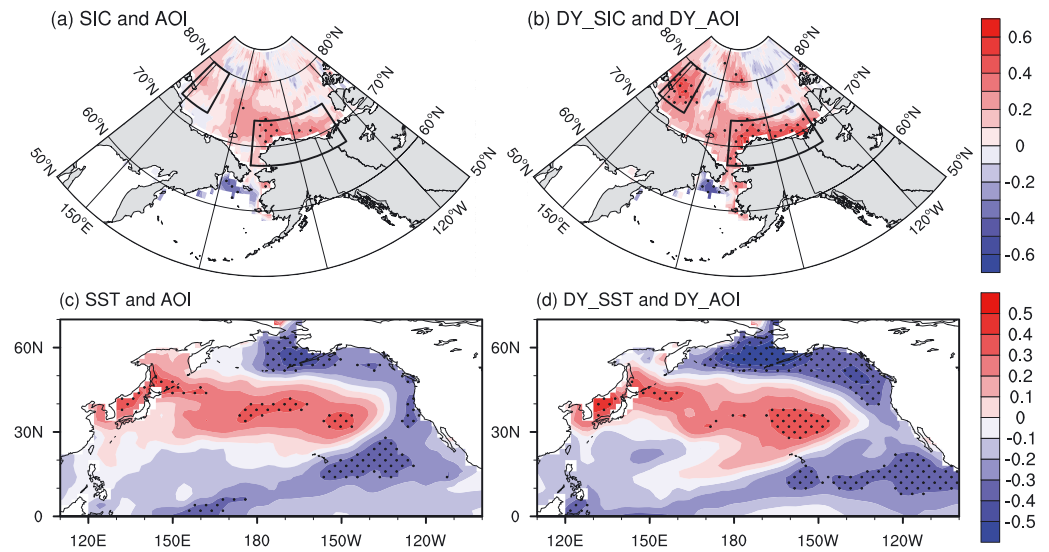 (a) SIC and AOI
(b) DY_SIC and DY_AOI
80°N 80°N 80°N 80°N
70°N 70°N 70°N 70°N
60°N 60°N 60°N 60°N
50°N 50°N 50°N 50°N
150°E 120°W 150°E 120°W
0.6
0.4
0.2
0
-0.2
-0.4
-0.6
(c) SST and AOI
(d) DY_SST and DY_AOI
60N
30N
0
120E 150E 180 150W 120W
120E 150E 180 150W 120W
0.5
0.4
0.3
0.2
0.1
0
-0.1
-0.2
-0.3
-0.4
-0.5